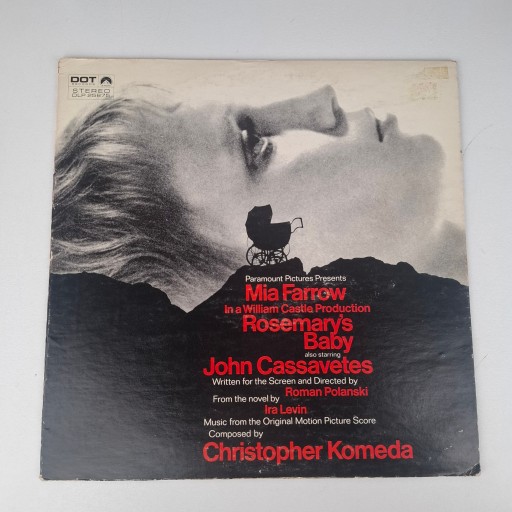 DOT
STEREO
DLP 25875
Paramount Pictures Presents
Mia Farrow
in a William Castle Production
Rosemary's
Baby
also starring
John Cassavetes
Written for the Screen and Directed by
Roman Polanski
From the novel by
Ira Levin
Music from the Original Motion Picture Score
Composed by
Christopher Komeda